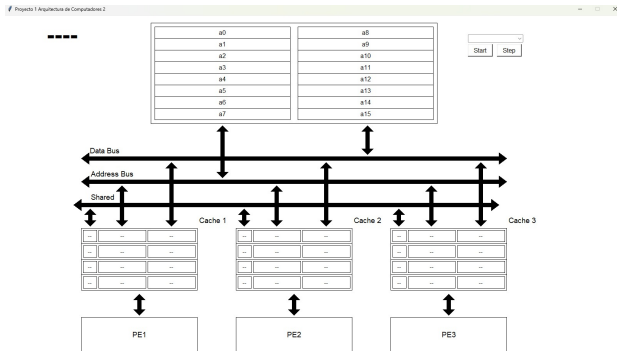 Proyecto 1 Arquitectura de Computadores 2
----
a0 a8
a1 a9
a2 a10
a3 a11
a4 a12
a5 a13
a6 a14
a7 a15
Start Step
Data Bus
Address Bus
Shared
Cache 1 Cache 2 Cache 3
-- -- -- -- -- -- -- -- --
-- -- -- -- -- -- -- -- --
-- -- -- -- -- -- -- -- --
-- -- -- -- -- -- -- -- --
PE1 PE2 PE3